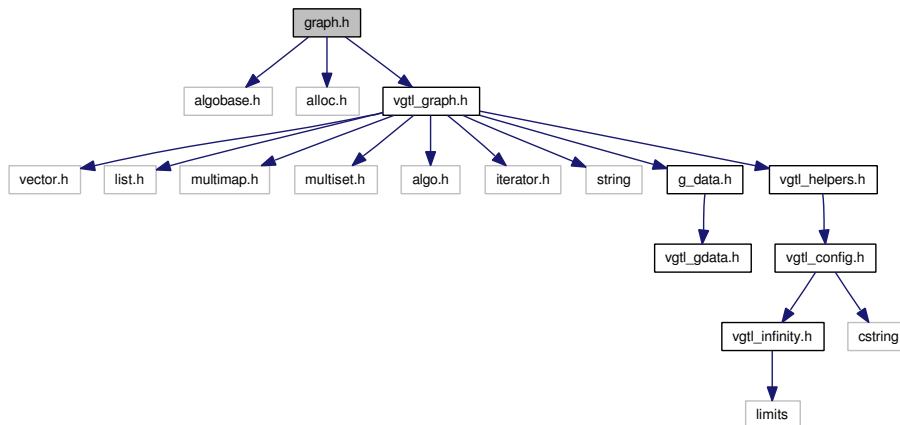 graph.h
algobase.h
alloc.h
vgtl_graph.h
vector.h
list.h
multimap.h
multiset.h
algo.h
iterator.h
string
g_data.h
vgtl_helpers.h
vgtl_gdata.h
vgtl_config.h
vgtl_infinity.h
cstring
limits